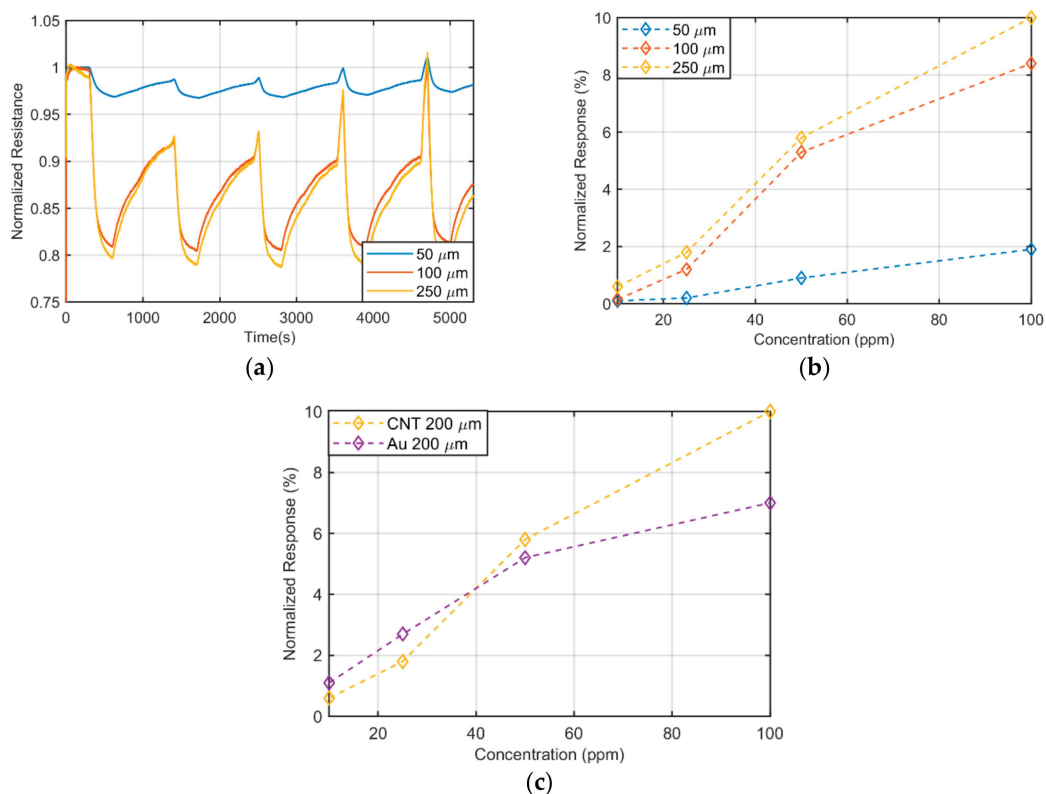 1.05
1
0.95
0.9
0.85
0.8
0.75
Normalized Resistance
50 μm
100 μm
250 μm
0 1000 2000 3000 4000 5000
Time(s)
(a)
10
8
6
4
2
0
Normalized Response (%)
50 μm
100 μm
250 μm
20 40 60 80 100
Concentration (ppm)
(b)
10
8
6
4
2
0
Normalized Response (%)
CNT 200 μm
Au 200 μm
20 40 60 80 100
Concentration (ppm)
(c)